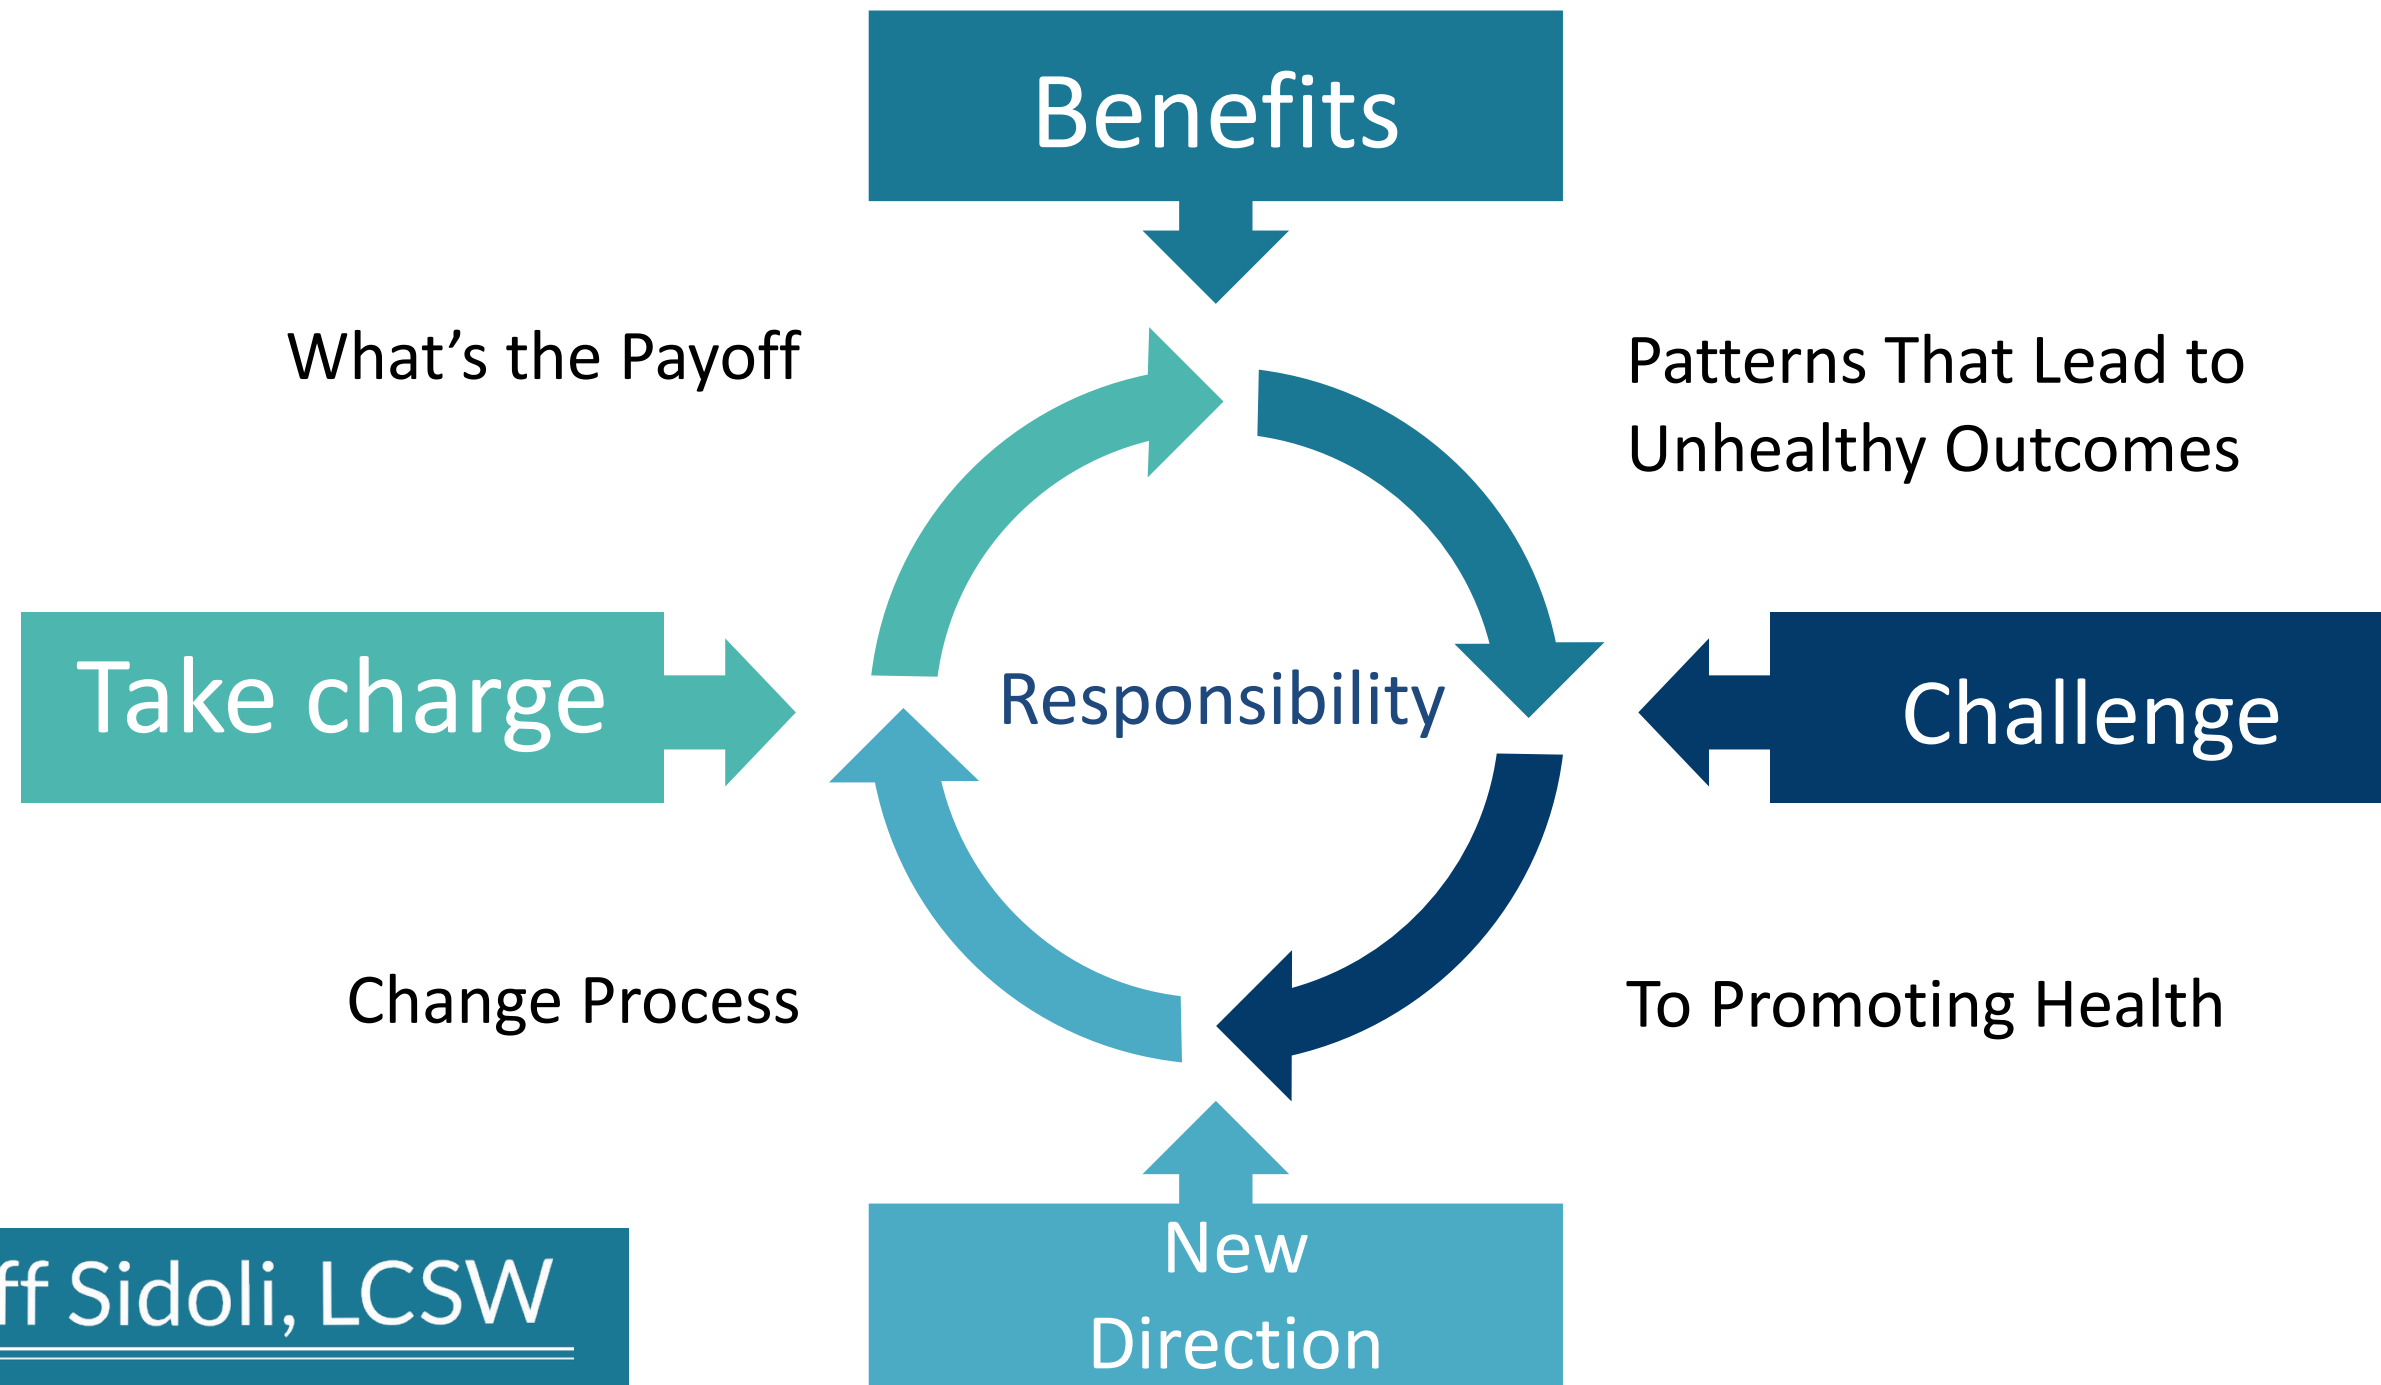 Benefits
What's the Payoff
Patterns That Lead to
Unhealthy Outcomes
Take charge
Responsibility
Challenge
Change Process
To Promoting Health
New
Direction
Sidoli, LCSW